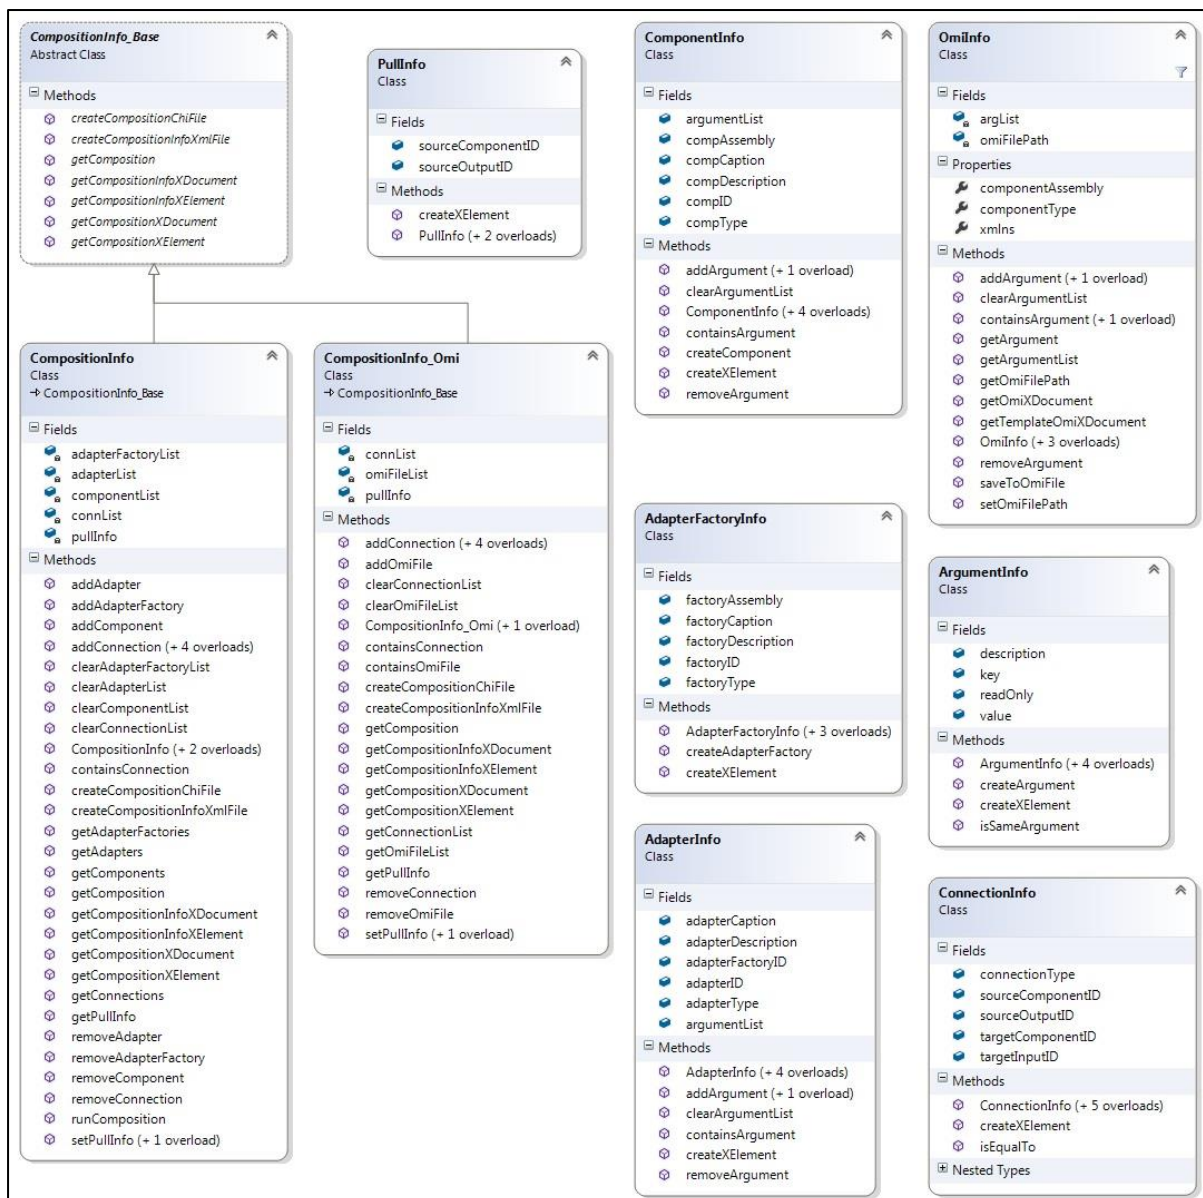 CompositionInfo_Base
Abstract Class
Methods
createCompositionChiFile
createCompositionInfoXmlFile
getComposition
getCompositionInfoXDocument
getCompositionInfoXElement
getCompositionXDocument
getCompositionXElement
PullInfo
Class
Fields
sourceComponentID
sourceOutputID
Methods
createXElement
PullInfo (+ 2 overloads)
CompositionInfo
Class
CompositionInfo_Base
Fields
adapterFactoryList
adapterList
componentList
connList
pullInfo
Methods
addAdapter
addAdapterFactory
addComponent
addConnection (+ 4 overloads)
clearAdapterFactoryList
clearAdapterList
clearComponentList
clearConnectionList
CompositionInfo (+ 2 overloads)
containsConnection
createCompositionChiFile
createCompositionInfoXmlFile
getAdapterFactories
getAdapters
getComponents
getComposition
getCompositionInfoXDocument
getCompositionInfoXElement
getCompositionXDocument
getCompositionXElement
getConnections
getPullInfo
removeAdapter
removeAdapterFactory
removeComponent
removeConnection
runComposition
setPullInfo (+ 1 overload)
CompositionInfo_Omi
Class
CompositionInfo_Base
Fields
connList
omiFileList
pullInfo
Methods
addConnection (+ 4 overloads)
addOmiFile
clearConnectionList
clearOmiFileList
CompositionInfo_Omi (+ 1 overload)
containsConnection
containsOmiFile
createCompositionChiFile
createCompositionInfoXmlFile
getComposition
getCompositionInfoXDocument
getCompositionInfoXElement
getCompositionXDocument
getCompositionXElement
getConnectionList
getOmiFileList
getPullInfo
removeConnection
removeOmiFile
setPullInfo (+ 1 overload)
ComponentInfo
Class
Fields
argumentList
compAssembly
compCaption
compDescription
compID
compType
Methods
addArgument (+ 1 overload)
clearArgumentList
ComponentInfo (+ 4 overloads)
containsArgument
createComponent
createXElement
removeArgument
AdapterFactoryInfo
Class
Fields
factoryAssembly
factoryCaption
factoryDescription
factoryID
factoryType
Methods
AdapterFactoryInfo (+ 3 overloads)
createAdapterFactory
createXElement
AdapterInfo
Class
Fields
adapterCaption
adapterDescription
adapterFactoryID
adapterID
adapterType
argumentList
Methods
AdapterInfo (+ 4 overloads)
addArgument (+ 1 overload)
clearArgumentList
containsArgument
createXElement
removeArgument
OmiInfo
Class
Fields
argList
omiFilePath
Properties
componentAssembly
componentType
xmlns
Methods
addArgument (+ 1 overload)
clearArgumentList
containsArgument (+ 1 overload)
getArgument
getArgumentList
getOmiFilePath
getOmiXDocument
getTemplateOmiXDocument
OmiInfo (+ 3 overloads)
removeArgument
saveToOmiFile
setOmiFilePath
ArgumentInfo
Class
Fields
description
key
readOnly
value
Methods
ArgumentInfo (+ 4 overloads)
createArgument
createXElement
isSameArgument
ConnectionInfo
Class
Fields
connectionType
sourceComponentID
sourceOutputID
targetComponentID
targetInputID
Methods
ConnectionInfo (+ 5 overloads)
createXElement
isEqualTo
Nested Types